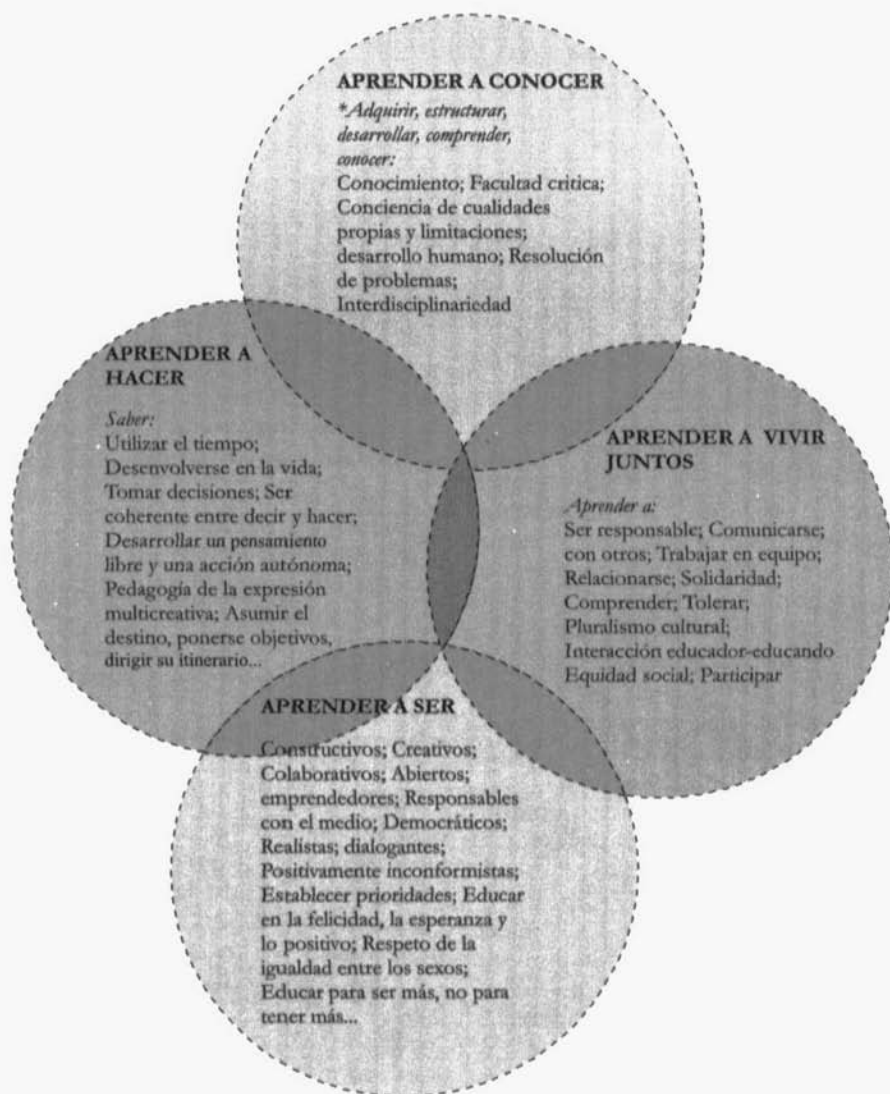 APRENDER A CONOCER
*Adquirir, estructurar,
desarrollar, comprender,
conocer:
Conocimiento; Facultad critica;
Conciencia de cualidades
propias y limitaciones;
desarrollo humano; Resolución
de problemas;
Interdisciplinariedad
APRENDER A
HACER
Saber:
Utilizar el tiempo;
Desenvolverse en la vida;
Tomar decisiones; Ser
coherente entre decir y hacer;
Desarrollar un pensamiento
libre y una acción autónoma;
Pedagogía de la expresión
multicreativa; Asumir el
destino, ponerse objetivos,
dirigir su itinerario...
APRENDER A VIVIR
JUNTOS
Aprender a:
Ser responsable; Comunicarse;
con otros; Trabajar en equipo;
Relacionarse; Solidaridad;
Comprender; Tolerar;
Pluralismo cultural;
Interacción educador-educando
Equidad social; Participar
APRENDER A SER
Constructivos; Creativos;
Colaborativos; Abiertos;
emprendedores; Responsables
con el medio; Democráticos;
Realistas; dialogantes;
Positivamente inconformistas;
Establecer prioridades; Educar
en la felicidad, la esperanza y
lo positivo; Respeto de la
igualdad entre los sexos;
Educar para ser más, no para
tener más...